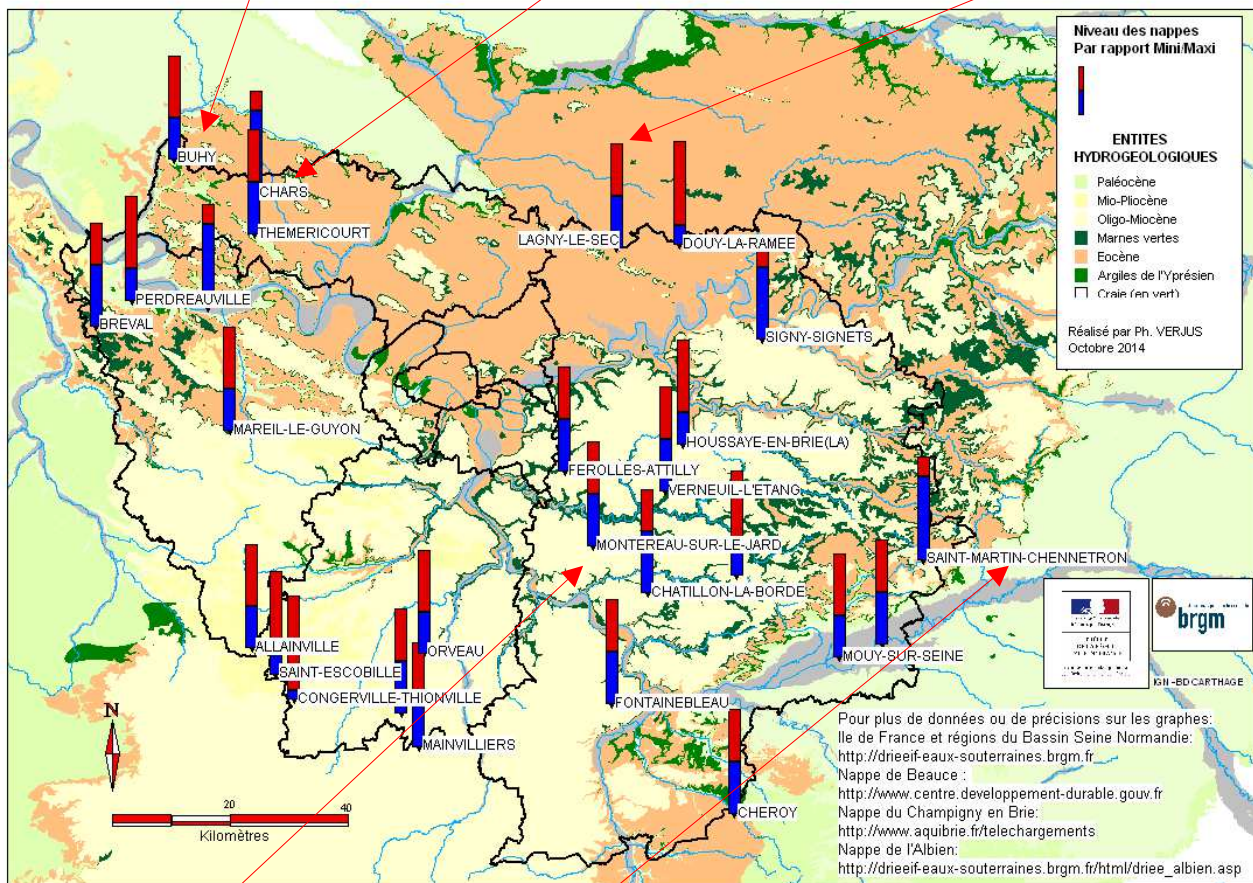 Niveau des nappes
Par rapport Mini/Maxi
ENTITES
HYDROGEOLOGIQUES
Paléocène
Mio-Pliocène
Oligo-Miocène
Marnes vertes
Eocène
Argiles de l'Yprésien
Craie (en vert)
Réalisé par Ph. VERJUS
Octobre 2014
BUHY
CHARS
THEMERICOURT
LAGNY-LE-SEC
DOUY-LA-RAMEE
PERDREAUVILLE
BREVAL
SIGNY-SIGNETS
MAREIL-LE-GUYON
HOUSSAYE-EN-BRIE(LA)
FEROLLES-ATTILLY
VERNEUIL-L'ETANG
MONTEREAU-SUR-LE-JARD
SAINT-MARTIN-CHENNETRON
CHATILLON-LA-BORDE
ALLAINVILLE
ORVEAU
MOUY-SUR-SEINE
SAINT-ESCOBILLE
CONGERVILLE-THIONVILLE
FONTAINEBLEAU
MAINVILLIERS
CHEROY
brgm
IGN -BD CARTHAGE
N
20 40
Kilomètres
Pour plus de données ou de précisions sur les graphes:
Ile de France et régions du Bassin Seine Normandie:
http://drieeif-eaux-souterraines.brgm.fr
Nappe de Beauce :
http://www.centre.developpement-durable.gouv.fr
Nappe du Champigny en Brie:
http://www.aquibrie.fr/telechargements
Nappe de l'Albien:
http://drieeif-eaux-souterraines.brgm.fr/html/driee_albien.asp